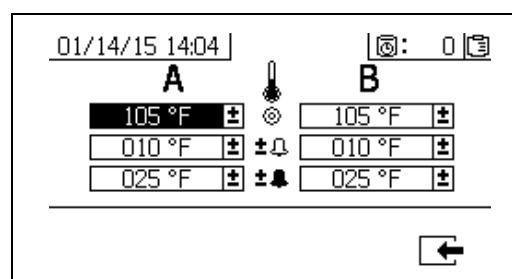 01/14/15 14:04 : 0
A B
105 °F ± 105 °F ±
010 °F ± ± 010 °F ±
025 °F ± ± 025 °F ±